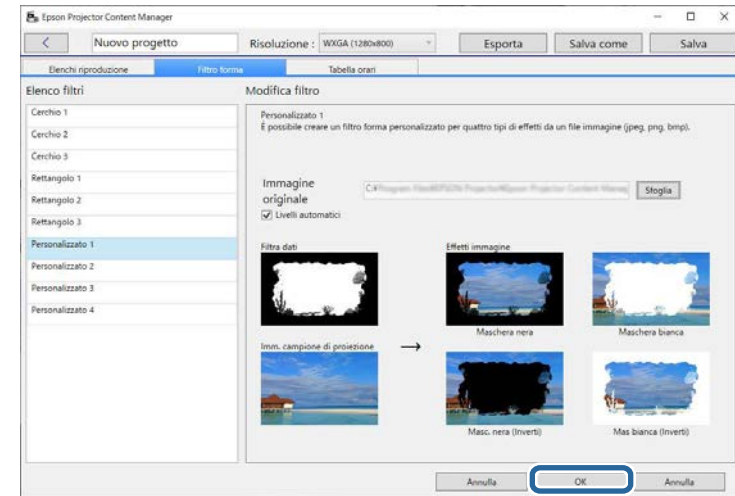 Epson Projector Content Manager
Nuovo progetto Risoluzione : WXGA (1280x800) Esporta Salva come Salva
Elenchi riproduzione Filtro forma Tabella orari
Elenco filtri
Cerchio 1
Cerchio 2
Cerchio 3
Rettangolo 1
Rettangolo 2
Rettangolo 3
Personalizzato 1
Personalizzato 2
Personalizzato 3
Personalizzato 4
Modifica filtro
Personalizzato 1
È possibile creare un filtro forma personalizzato per quattro tipi di effetti da un file immagine (jpeg, png, bmp).
Immagine
originale
Sfoglia
Livelli automatici
Filtra dati
Effetti immagine
Maschera nera
Maschera bianca
Imm. campione di proiezione
Masc. nera (Inverti)
Mas bianca (Inverti)
Annulla OK Annulla